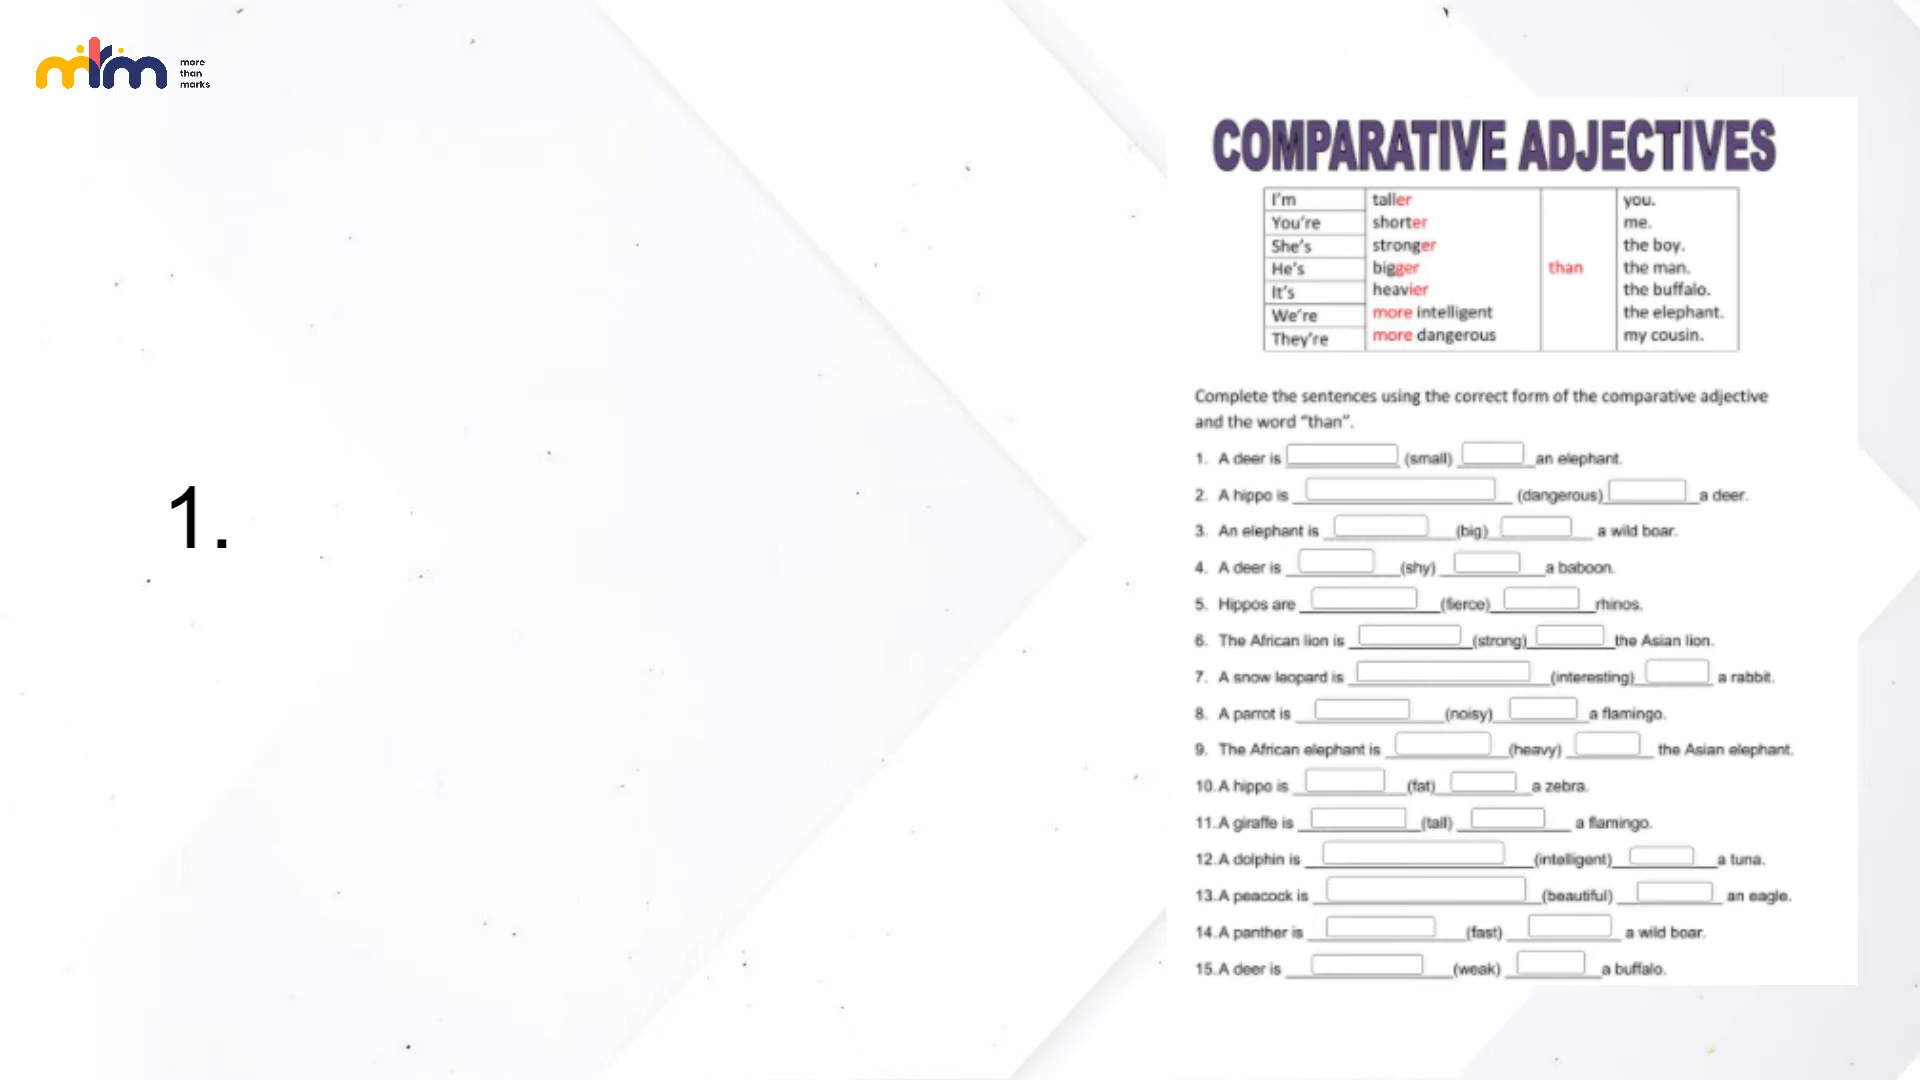 mtm
more
than
marks
1.
COMPARATIVE ADJECTIVES
I'm taller you.
You're shorter me.
She's stronger the boy.
He's bigger than the man.
It's heavier the buffalo.
We're more intelligent the elephant.
They're more dangerous my cousin.
Complete the sentences using the correct form of the comparative adjective
and the word "than".
1. A deer is (small) an elephant.
2. A hippo is (dangerous) a deer.
3. An elephant is (big) a wild boar.
4. A deer is (shy) a baboon.
5. Hippos are (fierce) rhinos.
6. The African lion is (strong) the Asian lion.
7. A snow leopard is (interesting) a rabbit.
8. A parrot is (noisy) a flamingo.
9. The African elephant is (heavy) the Asian elephant.
10. A hippo is (fat) a zebra.
11. A giraffe is (tall) a flamingo.
12. A dolphin is (intelligent) a tuna.
13. A peacock is (beautiful) an eagle.
14. A panther is (fast) a wild boar.
15. A deer is (weak) a buffalo.